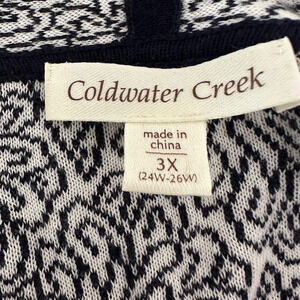 Coldwater Creek
made in
china
3X
(24W-26W)